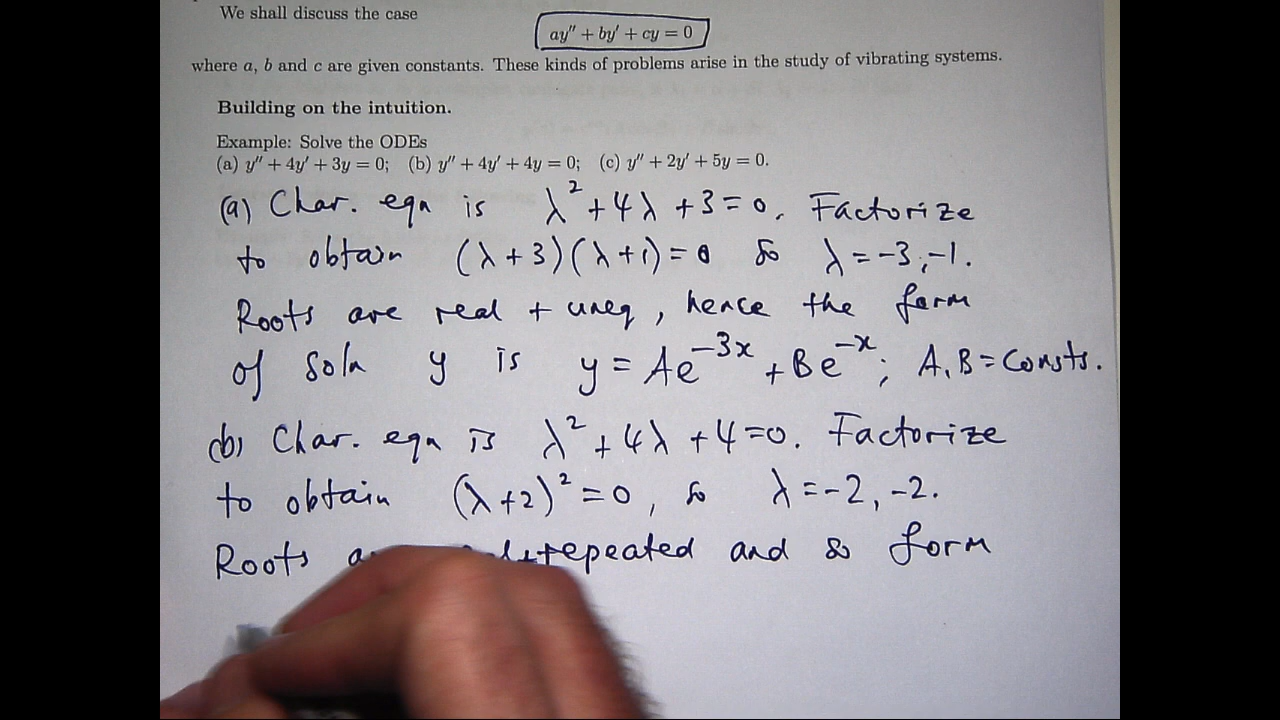 We shall discuss the case
ay″ + by′ + cy = 0
where a, b and c are given constants. These kinds of problems arise in the study of vibrating systems.
Building on the intuition.
Example: Solve the ODEs
(a) y″ + 4y′ + 3y = 0; (b) y″ + 4y′ + 4y = 0; (c) y″ + 2y′ + 5y = 0.
(a) Char. eqn is λ² + 4λ + 3 = 0. Factorize
to obtain (λ + 3)(λ + 1) = 0 so λ = -3, -1.
Roots are real + uneq, hence the form
of soln y is y = Ae⁻³ˣ + Be⁻ˣ; A, B = consts.
(b) Char. eqn is λ² + 4λ + 4 = 0. Factorize
to obtain (λ + 2)² = 0, so λ = -2, -2.
Roots + repeated and so form